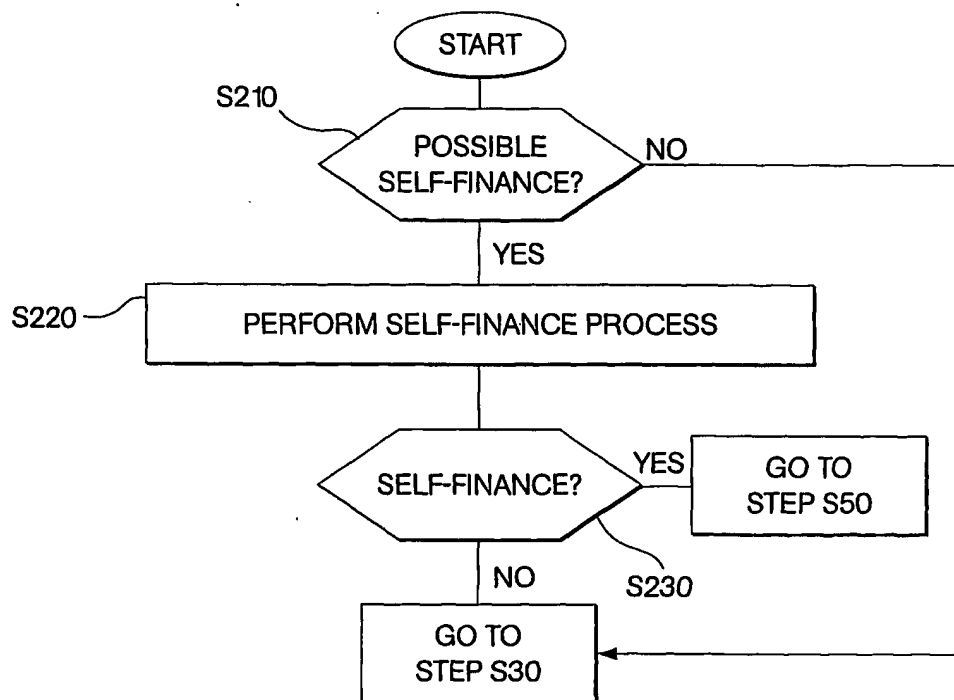 START
S210
POSSIBLE
SELF-FINANCE?
NO
YES
S220
PERFORM SELF-FINANCE PROCESS
SELF-FINANCE?
YES
GO TO
STEP S50
S230
NO
GO TO
STEP S30